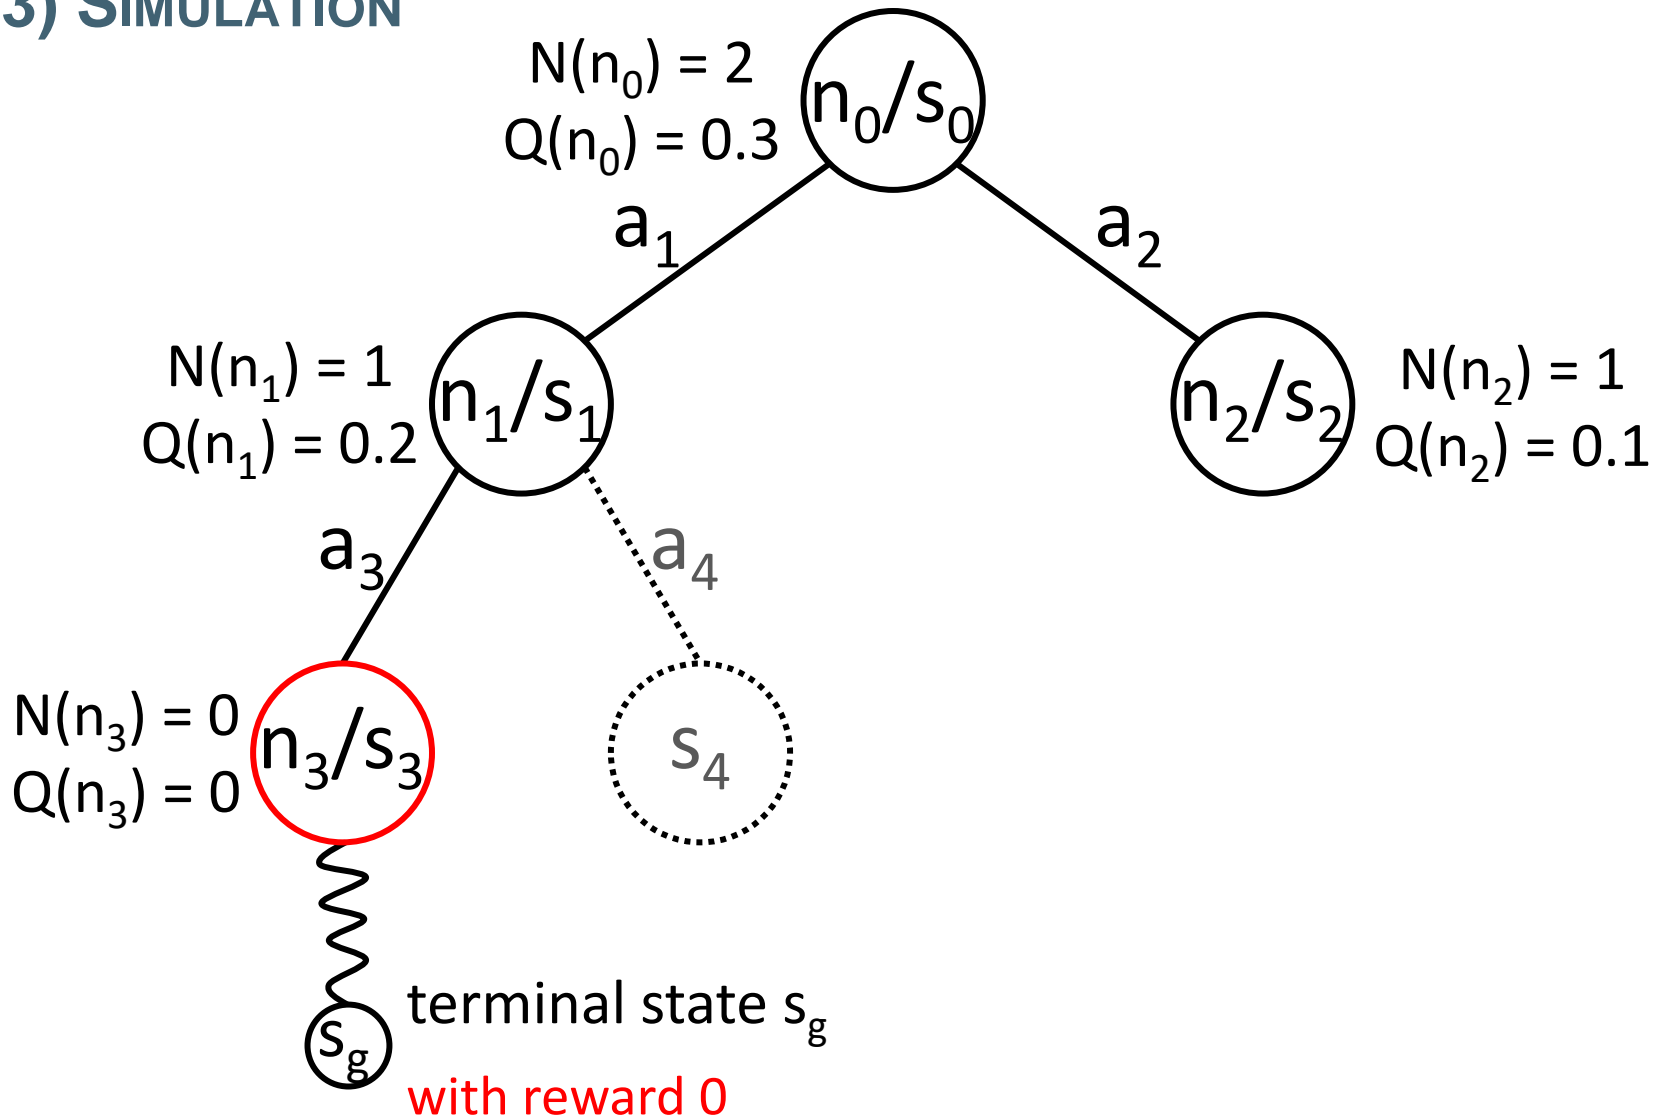 3) SIMULATION
N(n₀) = 2
Q(n₀) = 0.3
n₀/s₀
a₁
a₂
N(n₁) = 1
Q(n₁) = 0.2
n₁/s₁
n₂/s₂
N(n₂) = 1
Q(n₂) = 0.1
a₃
a₄
N(n₃) = 0
Q(n₃) = 0
n₃/s₃
s₄
s_g
terminal state s_g
with reward 0